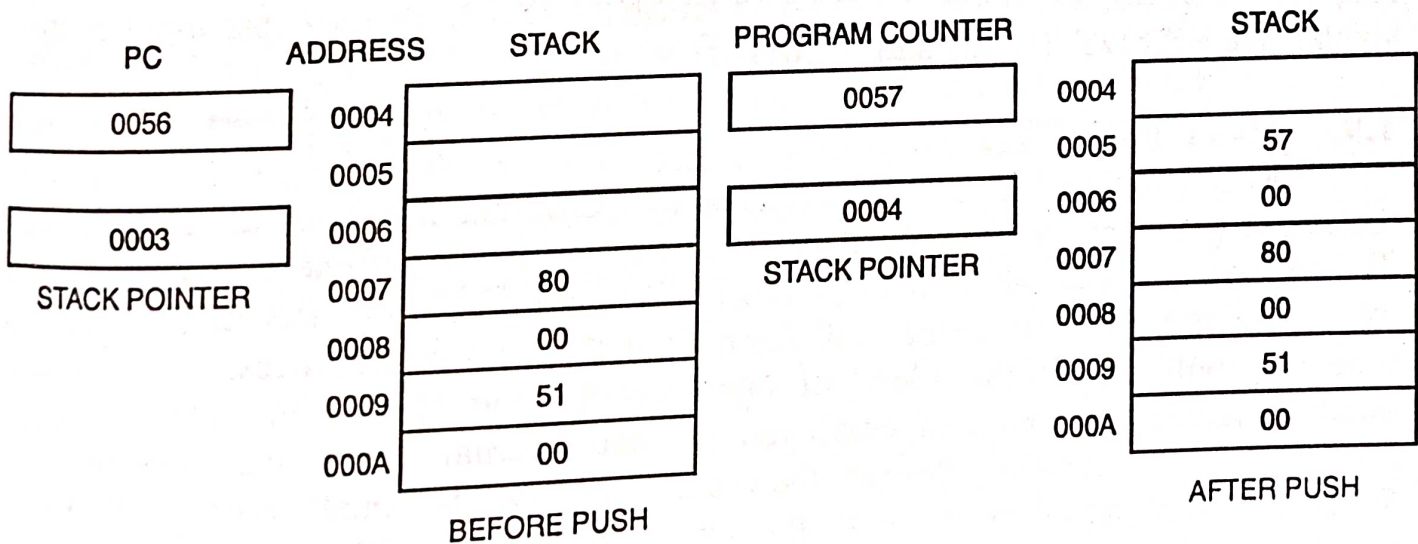 PC
0056
0003
STACK POINTER
ADDRESS STACK
0004
0005
0006
0007 80
0008 00
0009 51
000A 00
BEFORE PUSH
PROGRAM COUNTER
0057
0004
STACK POINTER
STACK
0004
0005 57
0006 00
0007 80
0008 00
0009 51
000A 00
AFTER PUSH